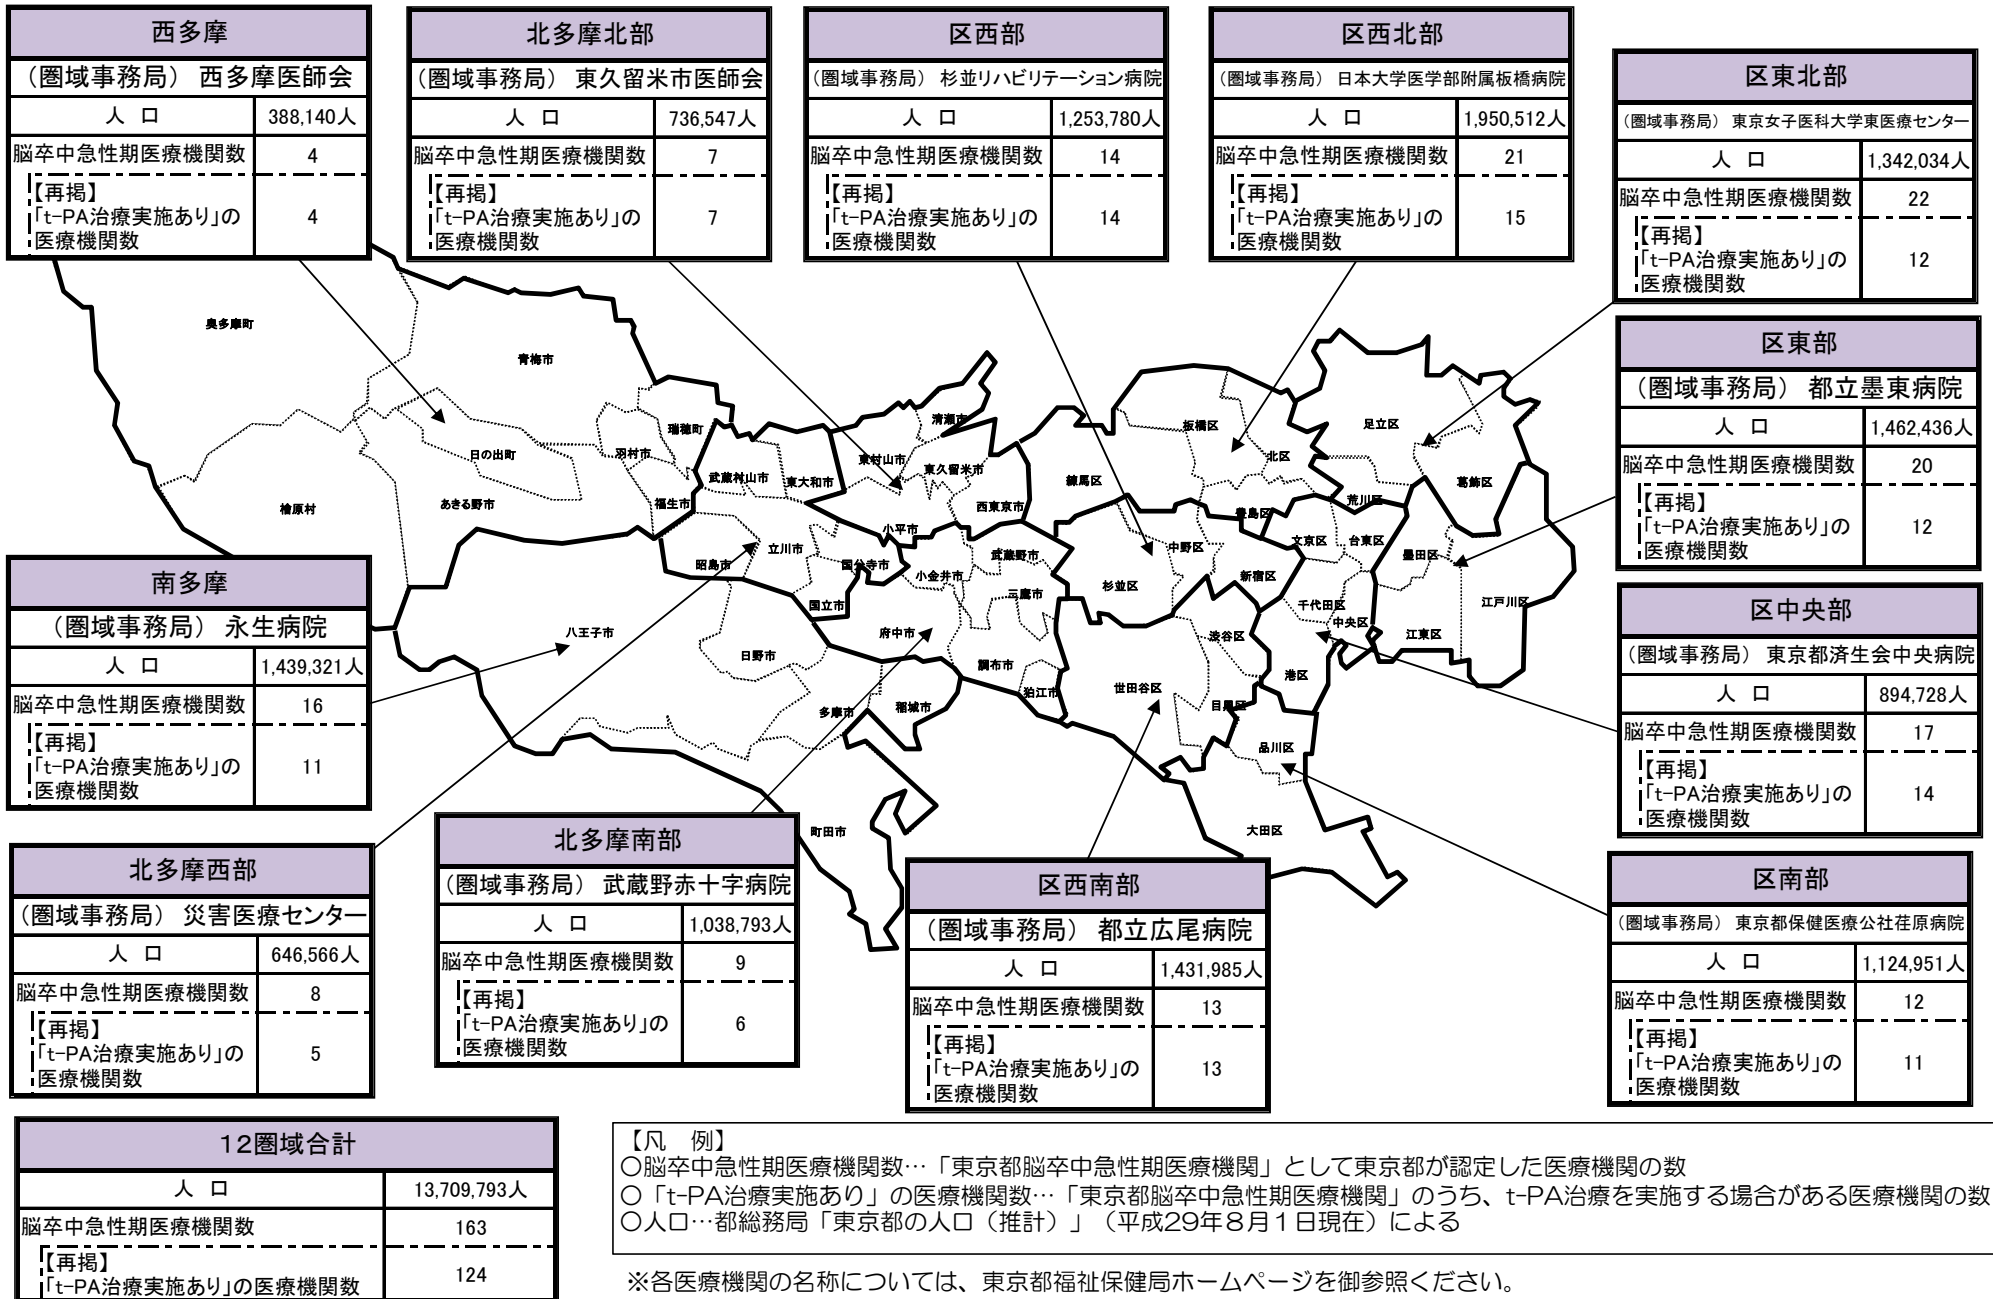 西多摩
（圏域事務局） 西多摩医師会
人 口 388,140人
脳卒中急性期医療機関数 4
【再掲】
「t-PA治療実施あり」の
医療機関数
4
北多摩北部
（圏域事務局） 東久留米市医師会
人 口 736,547人
脳卒中急性期医療機関数 7
【再掲】
「t-PA治療実施あり」の
医療機関数
7
区西部
（圏域事務局） 杉並リハビリテーション病院
人 口 1,253,780人
脳卒中急性期医療機関数 14
【再掲】
「t-PA治療実施あり」の
医療機関数
14
区西北部
（圏域事務局） 日本大学医学部附属板橋病院
人 口 1,950,512人
脳卒中急性期医療機関数 21
【再掲】
「t-PA治療実施あり」の
医療機関数
15
区東北部
（圏域事務局） 東京女子医科大学東医療センター
人 口 1,342,034人
脳卒中急性期医療機関数 22
【再掲】
「t-PA治療実施あり」の
医療機関数
12
区東部
（圏域事務局） 都立墨東病院
人 口 1,462,436人
脳卒中急性期医療機関数 20
【再掲】
「t-PA治療実施あり」の
医療機関数
12
奥多摩町
青梅市
瑞穂町
羽村市
日の出町
あきる野市
檜原村
福生市
武蔵村山市
東大和市
東村山市
清瀬市
東久留米市
西東京市
小平市
昭島市
立川市
国分寺市
国立市
小金井市
武蔵野市
三鷹市
府中市
調布市
狛江市
八王子市
日野市
多摩市
稲城市
町田市
練馬区
板橋区
北区
豊島区
足立区
荒川区
葛飾区
文京区
台東区
墨田区
江戸川区
江東区
中野区
杉並区
新宿区
千代田区
中央区
渋谷区
港区
世田谷区
目黒区
品川区
大田区
南多摩
（圏域事務局） 永生病院
人 口 1,439,321人
脳卒中急性期医療機関数 16
【再掲】
「t-PA治療実施あり」の
医療機関数
11
区中央部
（圏域事務局） 東京都済生会中央病院
人 口 894,728人
脳卒中急性期医療機関数 17
【再掲】
「t-PA治療実施あり」の
医療機関数
14
北多摩西部
（圏域事務局） 災害医療センター
人 口 646,566人
脳卒中急性期医療機関数 8
【再掲】
「t-PA治療実施あり」の
医療機関数
5
北多摩南部
（圏域事務局） 武蔵野赤十字病院
人 口 1,038,793人
脳卒中急性期医療機関数 9
【再掲】
「t-PA治療実施あり」の
医療機関数
6
区西南部
（圏域事務局） 都立広尾病院
人 口 1,431,985人
脳卒中急性期医療機関数 13
【再掲】
「t-PA治療実施あり」の
医療機関数
13
区南部
（圏域事務局） 東京都保健医療公社荏原病院
人 口 1,124,951人
脳卒中急性期医療機関数 12
【再掲】
「t-PA治療実施あり」の
医療機関数
11
12圏域合計
人 口 13,709,793人
脳卒中急性期医療機関数 163
【再掲】
「t-PA治療実施あり」の医療機関数
124
【凡 例】
○脳卒中急性期医療機関数…「東京都脳卒中急性期医療機関」として東京都が認定した医療機関の数
○「t-PA治療実施あり」の医療機関数…「東京都脳卒中急性期医療機関」のうち、t-PA治療を実施する場合がある医療機関の数
○人口…都総務局「東京都の人口（推計）」（平成29年８月１日現在）による
※各医療機関の名称については、東京都福祉保健局ホームページを御参照ください。